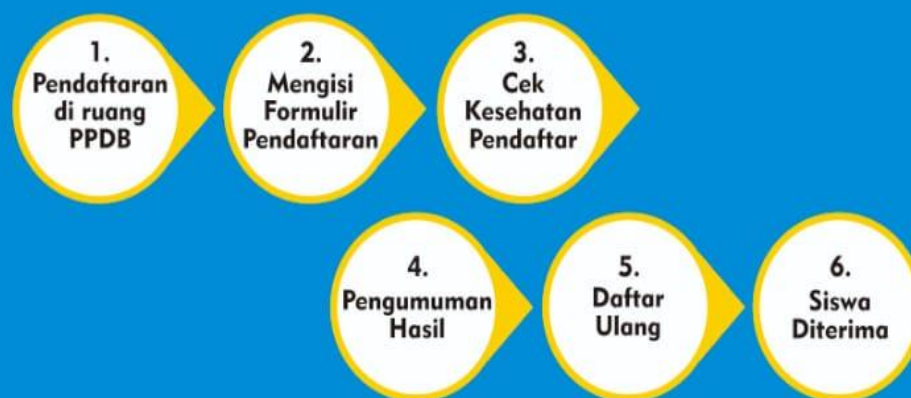 1.
Pendaftaran
di ruang
PPDB
2.
Mengisi
Formulir
Pendaftaran
3.
Cek
Kesehatan
Pendaftar
4.
Pengumuman
Hasil
5.
Daftar
Ulang
6.
Siswa
Diterima